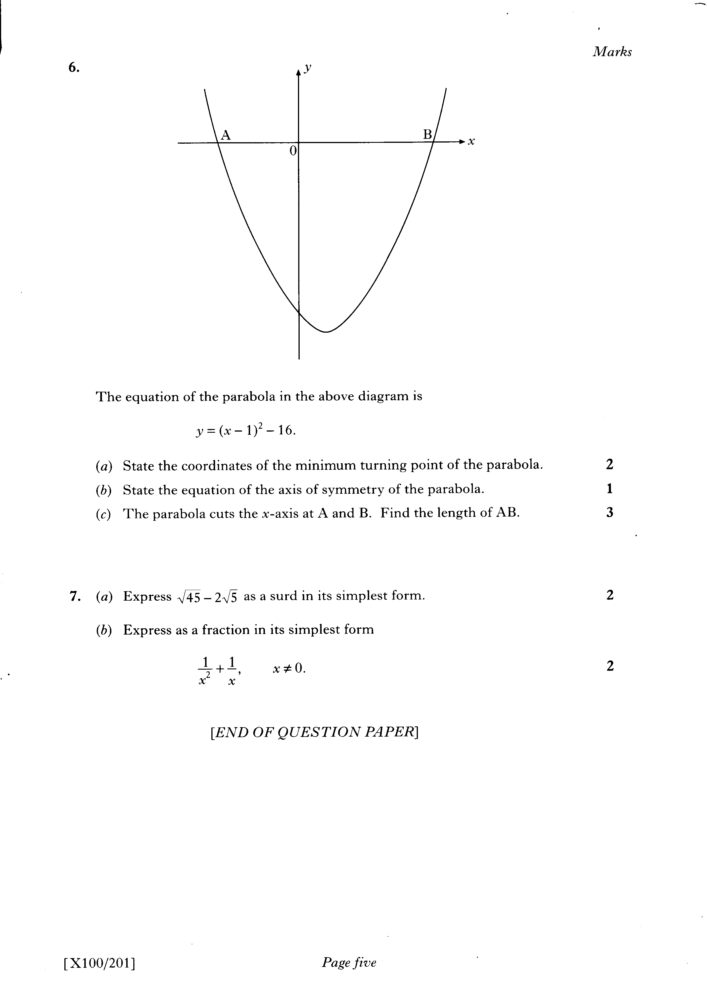 Marks
6.
y
A
B
x
0
The equation of the parabola in the above diagram is
y = (x – 1)² – 16.
(a) State the coordinates of the minimum turning point of the parabola. 2
(b) State the equation of the axis of symmetry of the parabola. 1
(c) The parabola cuts the x-axis at A and B. Find the length of AB. 3
7. (a) Express √45 – 2√5 as a surd in its simplest form. 2
(b) Express as a fraction in its simplest form
1/x² + 1/x, x ≠ 0. 2
[END OF QUESTION PAPER]
[X100/201] Page five